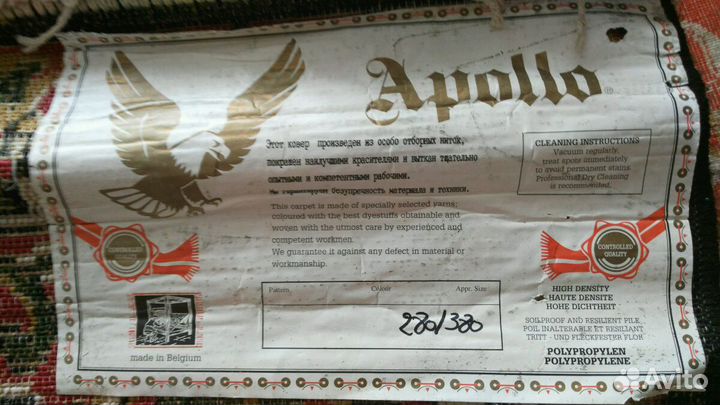 Apollo
®
Этот ковер произведен из особо отборных ниток,
покрашен наилучшими красителями и выткан тщательно
опытными и компетентными рабочими.
Мы гарантируем безупречность материала и техники.
This carpet is made of specially selected yarns;
coloured with the best dyestuffs obtainable and
woven with the utmost care by experienced and
competent workmen.
We guarantee it against any defect in material or
workmanship.
CLEANING INSTRUCTIONS
Vacuum regularly,
treat spots immediately
to avoid permanent stains.
Professional Dry Cleaning
is recommended.
CONTROLLED
QUALITY
CONTROLLED
QUALITY
Pattern
Colour
Appr. Size
280/380
made in Belgium
HIGH DENSITY
HAUTE DENSITE
HOHE DICHTHEIT
SOILPROOF AND RESILIENT PILE
POIL INALTERABLE ET RESILIANT
TRITT - UND FLECKFESTER FLOR
POLYPROPYLEN
POLYPROPYLENE
Avito